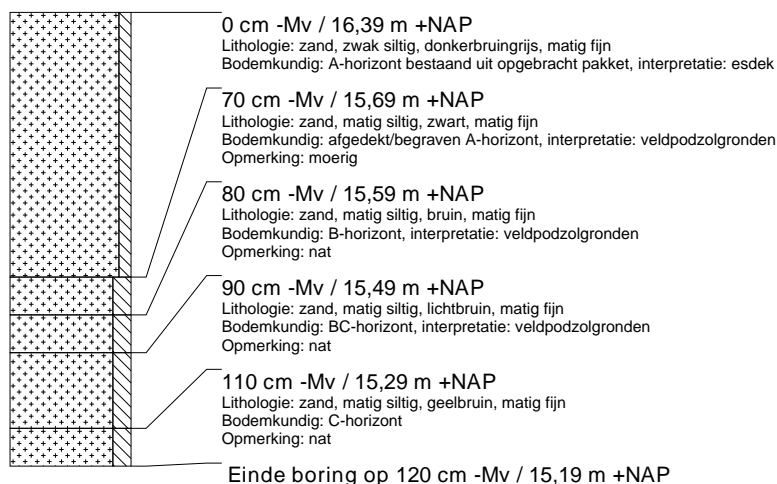 0 cm -Mv / 16,39 m +NAP
Lithologie: zand, zwak siltig, donkerbruingrijs, matig fijn
Bodemkundig: A-horizont bestaand uit opgebracht pakket, interpretatie: esdek
70 cm -Mv / 15,69 m +NAP
Lithologie: zand, matig siltig, zwart, matig fijn
Bodemkundig: afgedekt/begraven A-horizont, interpretatie: veldpodzolgronden
Opmerking: moerig
80 cm -Mv / 15,59 m +NAP
Lithologie: zand, matig siltig, bruin, matig fijn
Bodemkundig: B-horizont, interpretatie: veldpodzolgronden
Opmerking: nat
90 cm -Mv / 15,49 m +NAP
Lithologie: zand, matig siltig, lichtbruin, matig fijn
Bodemkundig: BC-horizont, interpretatie: veldpodzolgronden
Opmerking: nat
110 cm -Mv / 15,29 m +NAP
Lithologie: zand, matig siltig, geelbruin, matig fijn
Bodemkundig: C-horizont
Opmerking: nat
Einde boring op 120 cm -Mv / 15,19 m +NAP